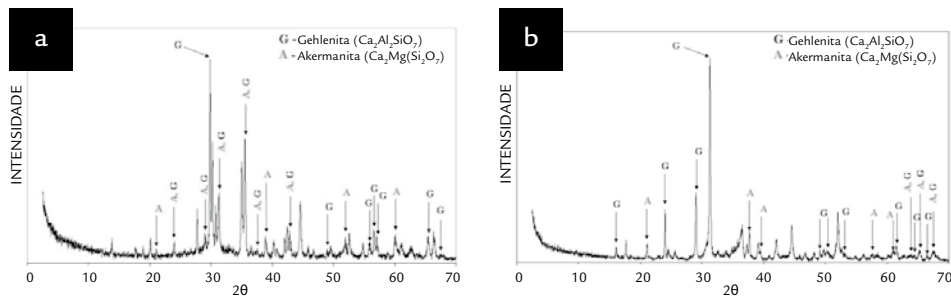 a
G -Gehlenita (Ca₂Al₂SiO₇)
A -Akermanita (Ca₂Mg(Si₂O₇)
INTENSIDADE
G
A, G
A, G
A
A, G
A, G
A, G
A
A, G
G
A
G
G
G
A
G
G
0 10 20 30 40 50 60 70
2θ
b
G -Gehlenita (Ca₂Al₂SiO₇)
A -Akermanita (Ca₂Mg(Si₂O₇)
INTENSIDADE
G
G
G
G
A
A
A
G
G
G
A
A
G
A, G
G
A, G
G
A, G
0 10 20 30 40 50 60 70
2θ